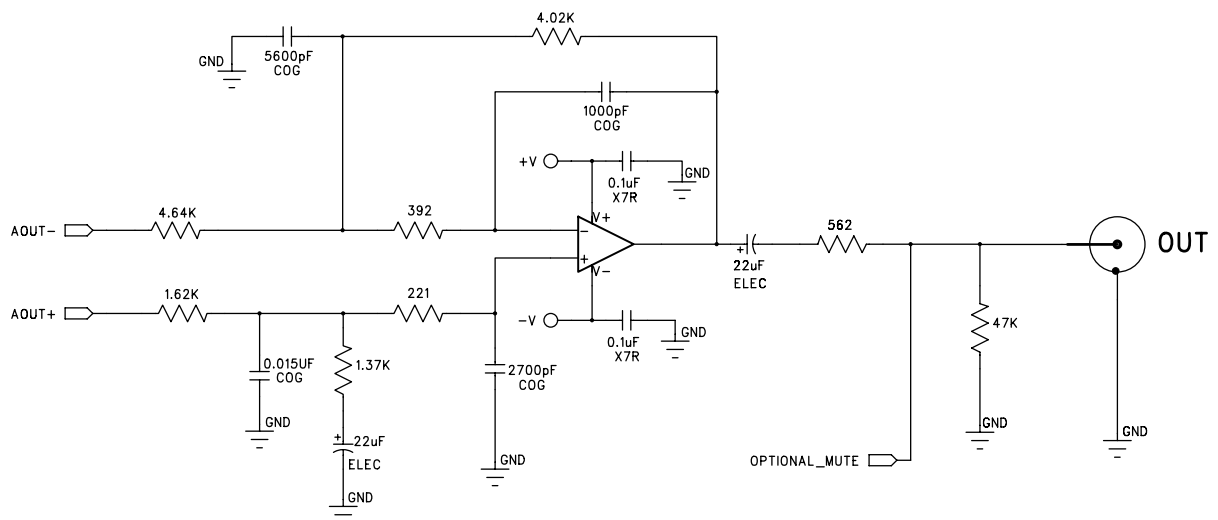 4.02K
GND
5600pF
COG
1000pF
COG
+V
0.1uF
X7R
GND
V+
AOUT-
4.64K
392
-
+
562
OUT
+
22uF
ELEC
V-
AOUT+
1.62K
221
-V
0.1uF
X7R
GND
47K
0.015UF
COG
1.37K
2700pF
COG
GND
GND
GND
+
22uF
ELEC
GND
OPTIONAL_MUTE
GND